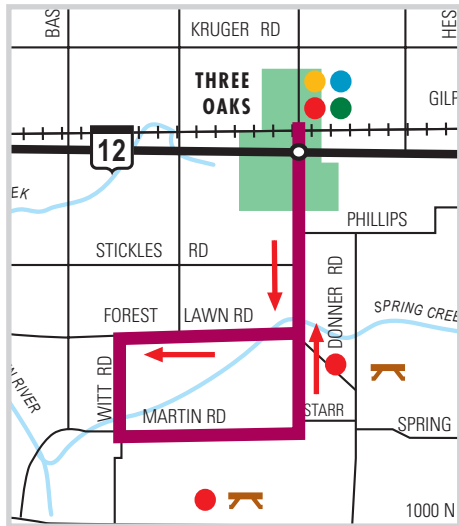 BAS
KRUGER RD
HES
THREE
OAKS
GILF
12
EK
PHILLIPS
STICKLES RD
DONNER RD
FOREST LAWN RD
SPRING CREE
N RIVER
WITT RD
MARTIN RD
STARR
SPRING
1000 N